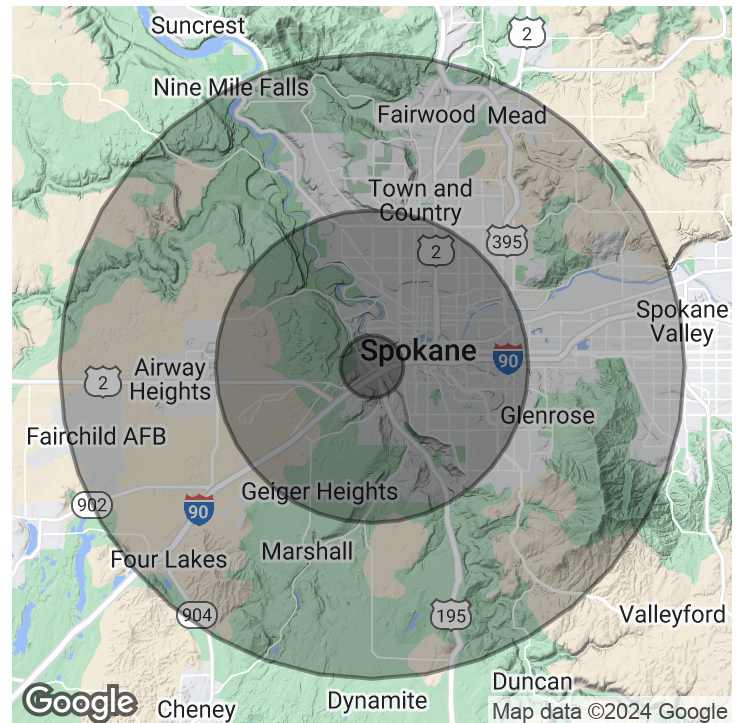 Suncrest
2
Nine Mile Falls
Fairwood
Mead
Town and
Country
395
2
Spokane
Valley
Spokane
90
Airway
Heights
2
Glenrose
Fairchild AFB
Geiger Heights
902
90
Marshall
Four Lakes
904
195
Valleyford
Duncan
Dynamite
Cheney
Google
Map data ©2024 Google